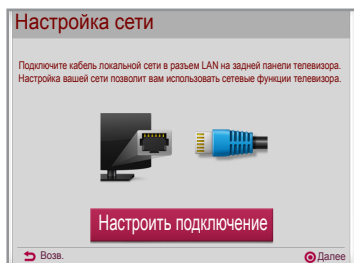 Настройка сети
Подключите кабель локальной сети в разъем LAN на задней панели телевизора.
Настройка вашей сети позволит вам использовать сетевые функции телевизора.
Настроить подключение
Возв.
Далее